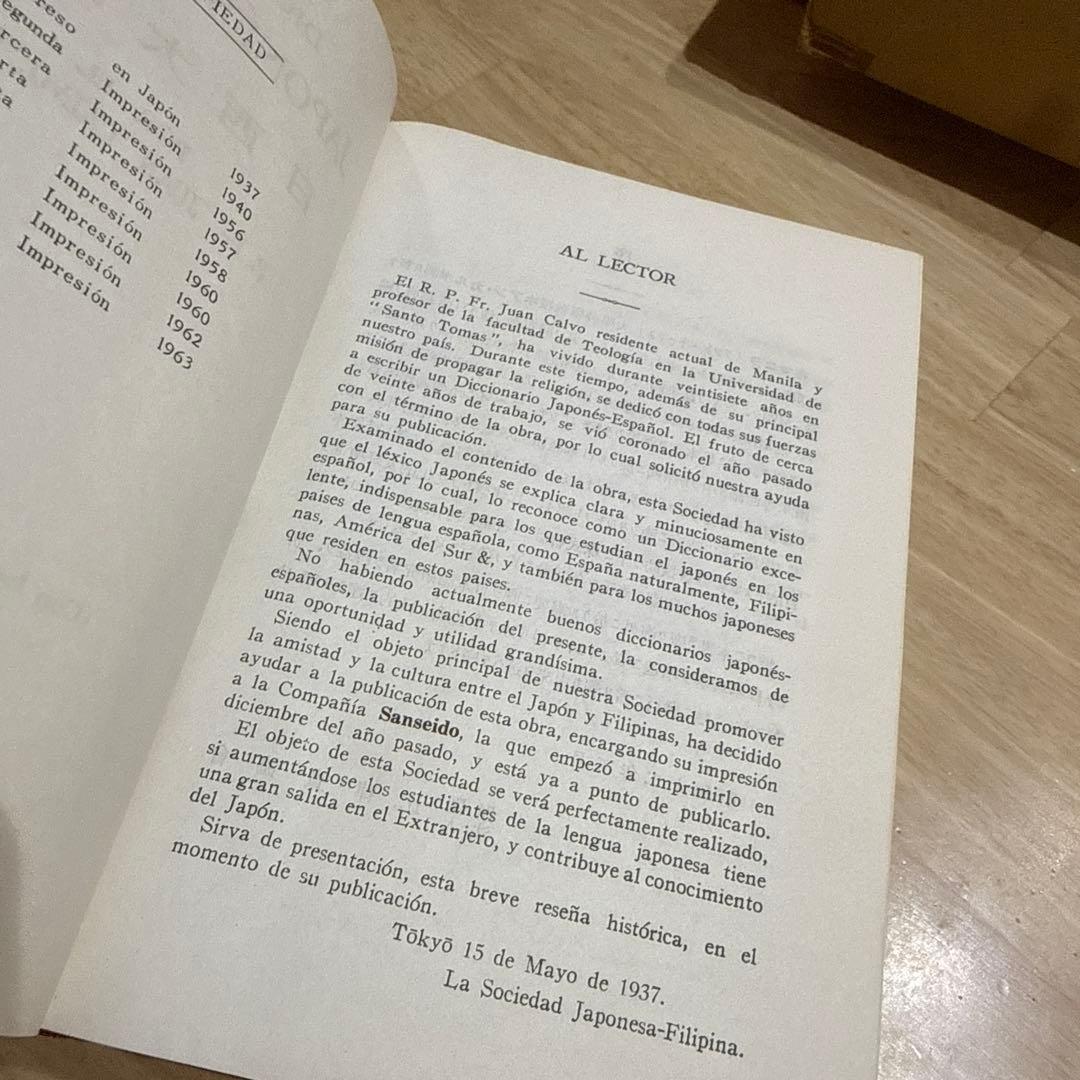 IEDAD
reso
egunda
rcera
rta
en Japón
Impresión
Impresión
Impresión
Impresión
Impresión
Impresión
Impresión
Impresión
1937
1940
1956
1957
1958
1960
1960
1962
1963
AL LECTOR
El R. P. Fr. Juan Calvo residente actual de Manila y
profesor de la facultad de Teología en la Universidad de
“Santo Tomas”, ha vivido durante veintisiete años en
nuestro país. Durante este tiempo, además de su principal
misión de propagar la religión, se dedicó con todas sus fuerzas
a escribir un Diccionario Japonés-Español. El fruto de cerca
de veinte años de trabajo, se vió coronado el año pasado
con el término de la obra, por lo cual solicitó nuestra ayuda
para su publicación.
Examinado el contenido de la obra, esta Sociedad ha visto
que el léxico Japonés se explica clara y minuciosamente en
español, por lo cual, lo reconoce como un Diccionario exce-
lente, indispensable para los que estudian el japonés en los
paises de lengua española, como España naturalmente, Filipi-
nas, América del Sur &, y también para los muchos japoneses
que residen en estos paises.
No habiendo actualmente buenos diccionarios japonés-
españoles, la publicación del presente, la consideramos de
una oportunidad y utilidad grandísima.
Siendo el objeto principal de nuestra Sociedad promover
la amistad y la cultura entre el Japón y Filipinas, ha decidido
ayudar a la publicación de esta obra, encargando su impresión
a la Compañía Sanseido, la que empezó a imprimirlo en
diciembre del año pasado, y está ya a punto de publicarlo.
El objeto de esta Sociedad se verá perfectamente realizado,
si aumentándose los estudiantes de la lengua japonesa tiene
una gran salida en el Extranjero, y contribuye al conocimiento
del Japón.
Sirva de presentación, esta breve reseña histórica, en el
momento de su publicación.
Tōkyō 15 de Mayo de 1937.
La Sociedad Japonesa-Filipina.